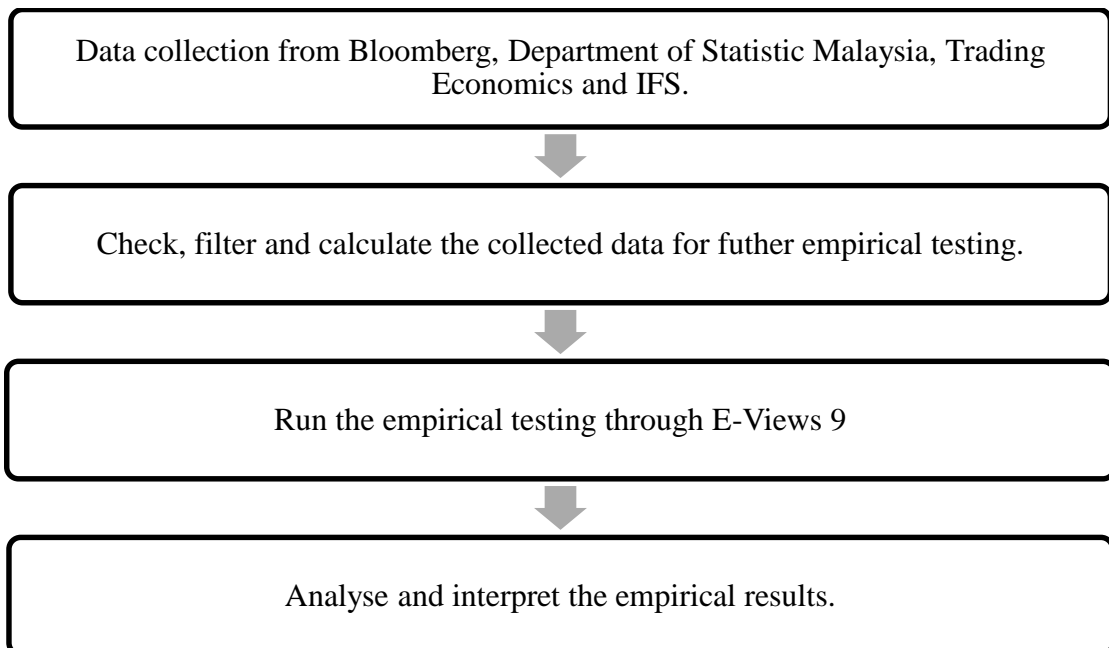 Data collection from Bloomberg, Department of Statistic Malaysia, Trading
Economics and IFS.
Check, filter and calculate the collected data for futher empirical testing.
Run the empirical testing through E-Views 9
Analyse and interpret the empirical results.